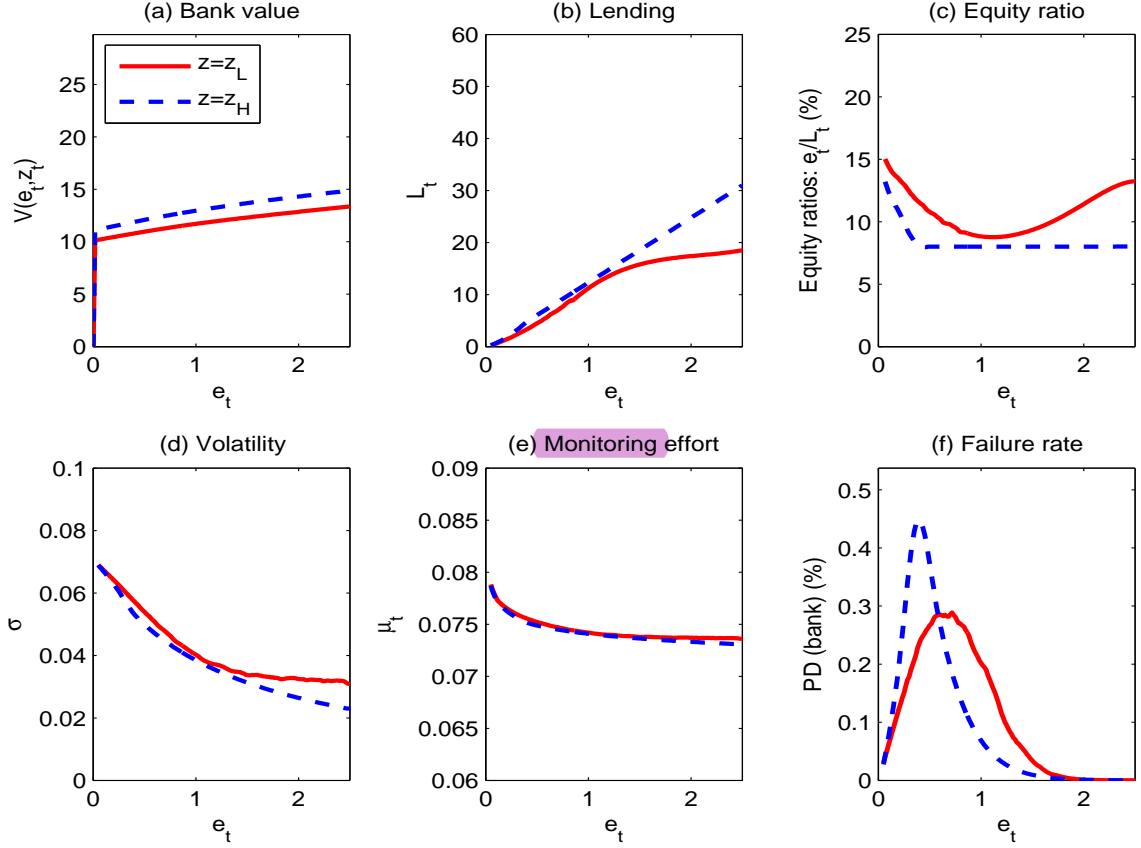 (a) Bank value
(b) Lending
(c) Equity ratio
z=z_L
z=z_H
V(e_t,z_t)
0
5
10
15
20
25
0
1
2
e_t
L_t
0
10
20
30
40
50
60
0
1
2
e_t
Equity ratios: e_t/L_t (%)
0
5
10
15
20
25
0
1
2
e_t
(d) Volatility
(e) Monitoring effort
(f) Failure rate
σ
0
0.02
0.04
0.06
0.08
0.1
0
1
2
e_t
μ_t
0.06
0.065
0.07
0.075
0.08
0.085
0.09
0
1
2
e_t
PD (bank) (%)
0
0.1
0.2
0.3
0.4
0.5
0
1
2
e_t